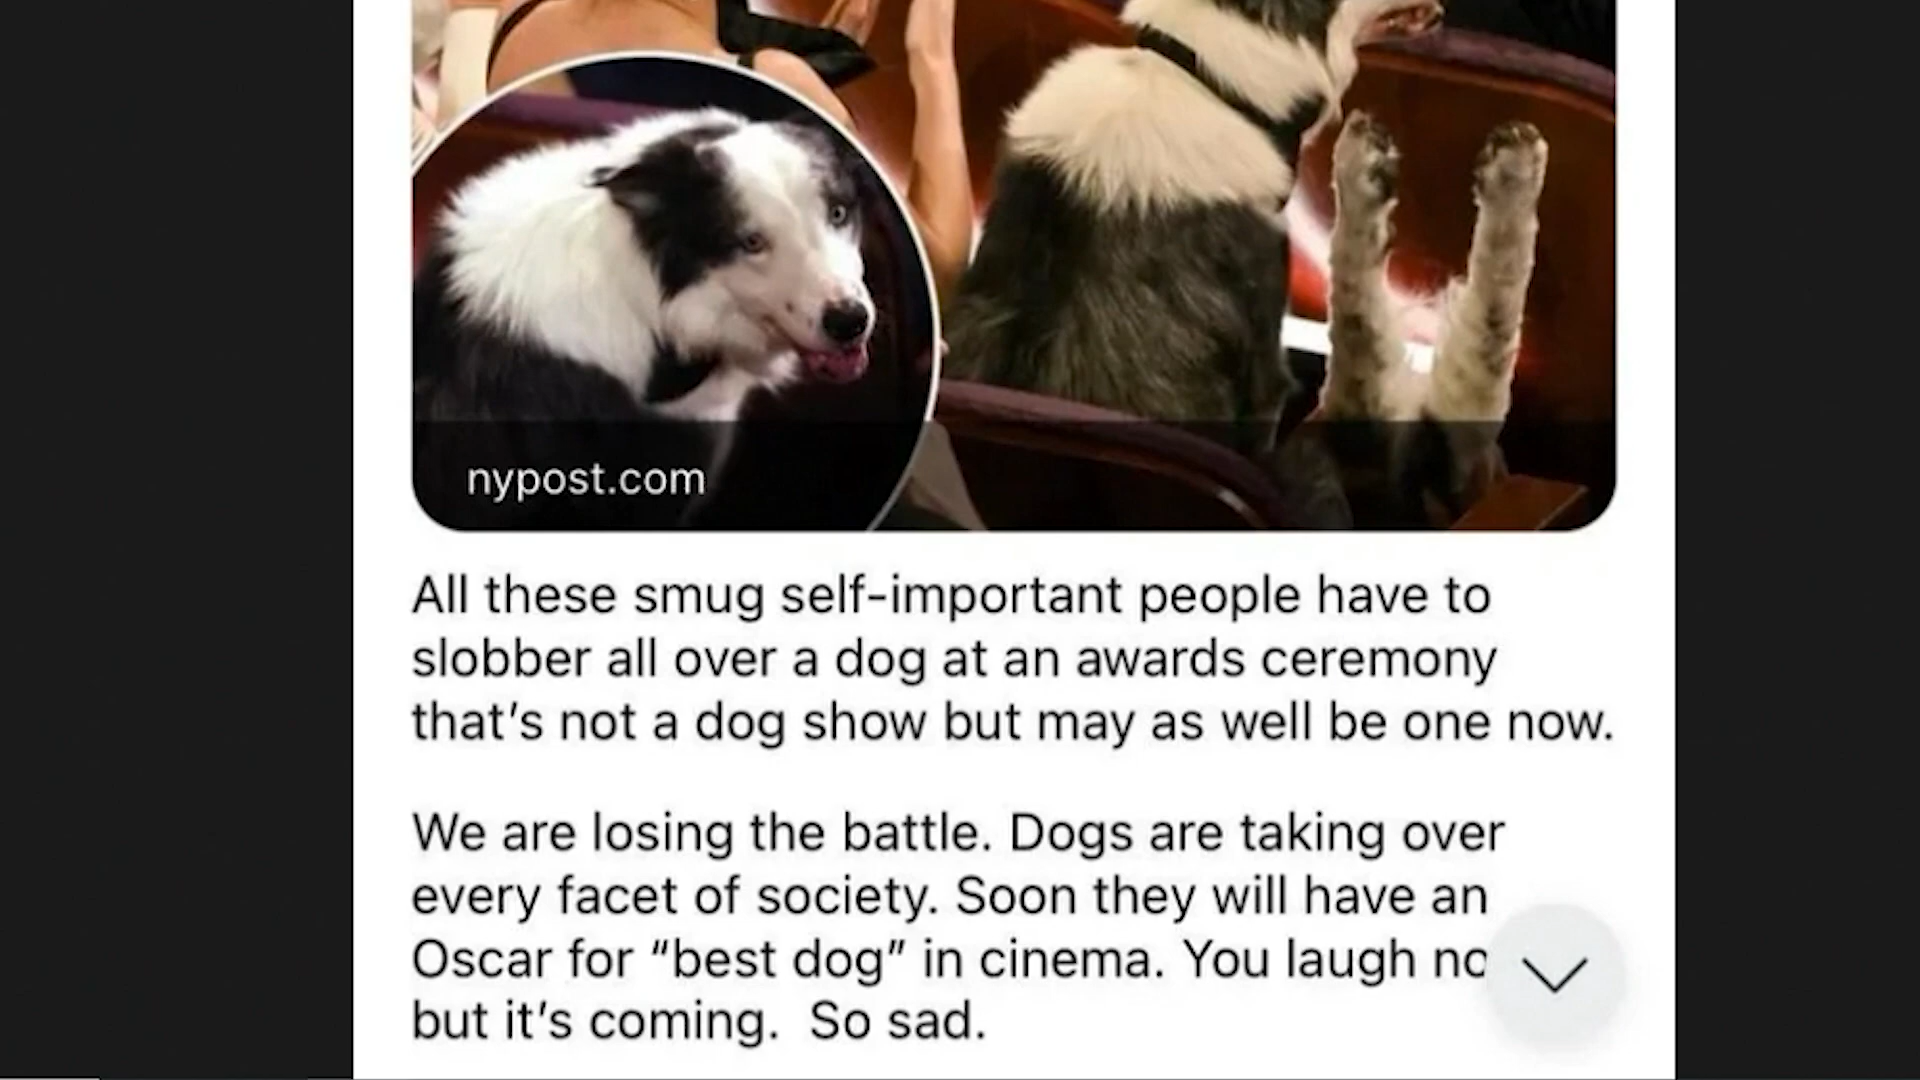 nypost.com
All these smug self-important people have to
slobber all over a dog at an awards ceremony
that's not a dog show but may as well be one now.
We are losing the battle. Dogs are taking over
every facet of society. Soon they will have an
Oscar for "best dog" in cinema. You laugh
but it's coming. So sad.